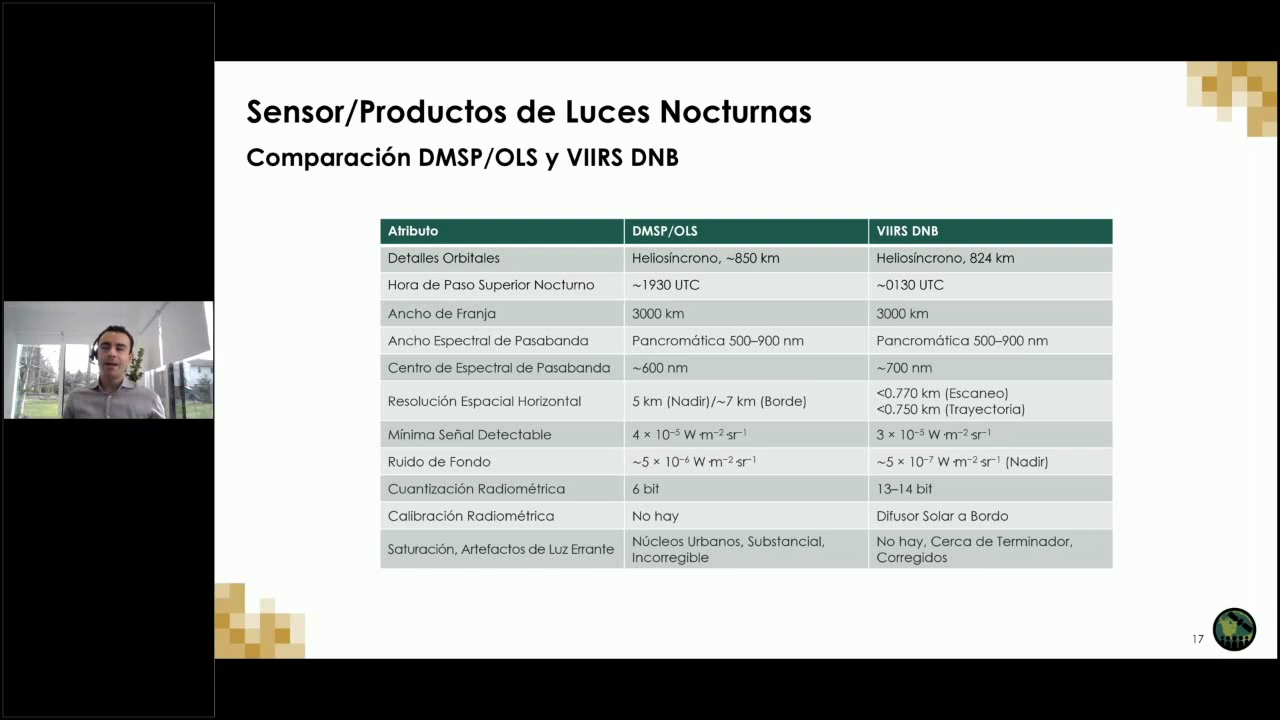 Sensor/Productos de Luces Nocturnas
Comparación DMSP/OLS y VIIRS DNB
Atributo DMSP/OLS VIIRS DNB
Detalles Orbitales Heliosíncrono, ~850 km Heliosíncrono, 824 km
Hora de Paso Superior Nocturno ~1930 UTC ~0130 UTC
Ancho de Franja 3000 km 3000 km
Ancho Espectral de Pasabanda Pancromática 500–900 nm Pancromática 500–900 nm
Centro de Espectral de Pasabanda ~600 nm ~700 nm
Resolución Espacial Horizontal 5 km (Nadir)/~7 km (Borde) <0.770 km (Escaneo)
<0.750 km (Trayectoria)
Mínima Señal Detectable 4 × 10⁻⁵ W·m⁻²·sr⁻¹ 3 × 10⁻⁵ W·m⁻²·sr⁻¹
Ruido de Fondo ~5 × 10⁻⁶ W·m⁻²·sr⁻¹ ~5 × 10⁻⁷ W·m⁻²·sr⁻¹ (Nadir)
Cuantización Radiométrica 6 bit 13–14 bit
Calibración Radiométrica No hay Difusor Solar a Bordo
Saturación, Artefactos de Luz Errante Núcleos Urbanos, Substancial, No hay, Cerca de Terminador,
Incorregible Corregidos
17